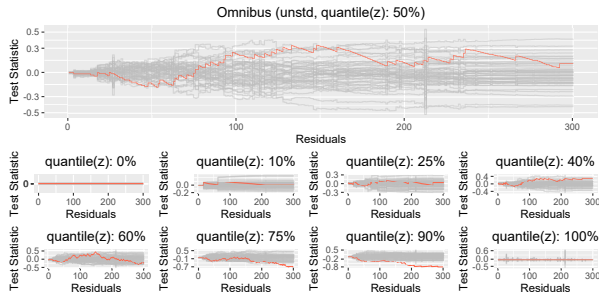 Omnibus (unstd, quantile(z): 50%)
Test Statistic
0.5
0.3
0.0
-0.3
-0.5
0 100 200 300
Residuals
quantile(z): 0% quantile(z): 10% quantile(z): 25% quantile(z): 40%
Test Statistic Test Statistic Test Statistic Test Statistic
0
0.0
-0.2
0.3
0.0
-0.3
0.4
0.0
-0.4
0 100 200 300 0 100 200 300 0 100 200 300 0 100 200 300
Residuals Residuals Residuals Residuals
quantile(z): 60% quantile(z): 75% quantile(z): 90% quantile(z): 100%
Test Statistic Test Statistic Test Statistic Test Statistic
0.5
0.0
-0.5
0.5
-0.1
-0.7
0.5
-0.1
-0.7
0.6
0.0
-0.6
0 100 200 300 0 100 200 300 0 100 200 300 0 100 200 300
Residuals Residuals Residuals Residuals